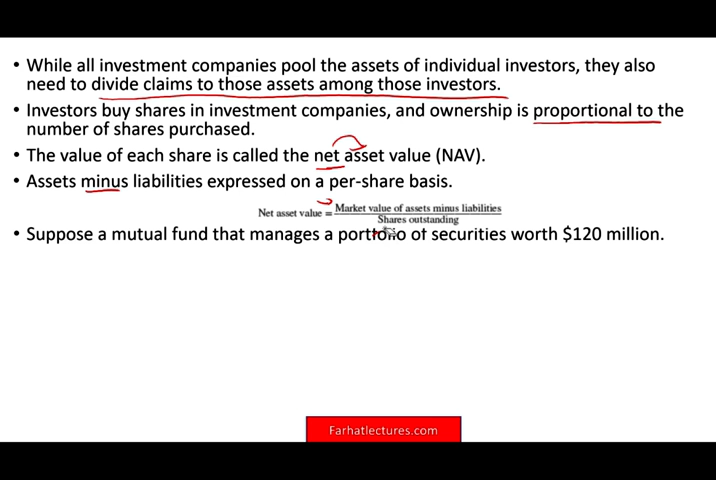 • While all investment companies pool the assets of individual investors, they also
need to divide claims to those assets among those investors.
• Investors buy shares in investment companies, and ownership is proportional to the
number of shares purchased.
• The value of each share is called the net asset value (NAV).
• Assets minus liabilities expressed on a per-share basis.
Net asset value = Market value of assets minus liabilities
Shares outstanding
• Suppose a mutual fund that manages a portfolio of securities worth $120 million.
Farhatlectures.com